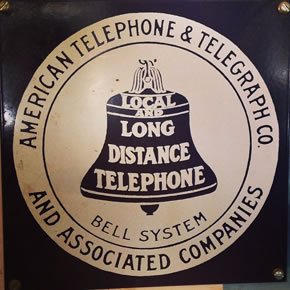 AMERICAN TELEPHONE & TELEGRAPH CO.
LOCAL
AND
LONG
DISTANCE
TELEPHONE
BELL SYSTEM
AND ASSOCIATED COMPANIES